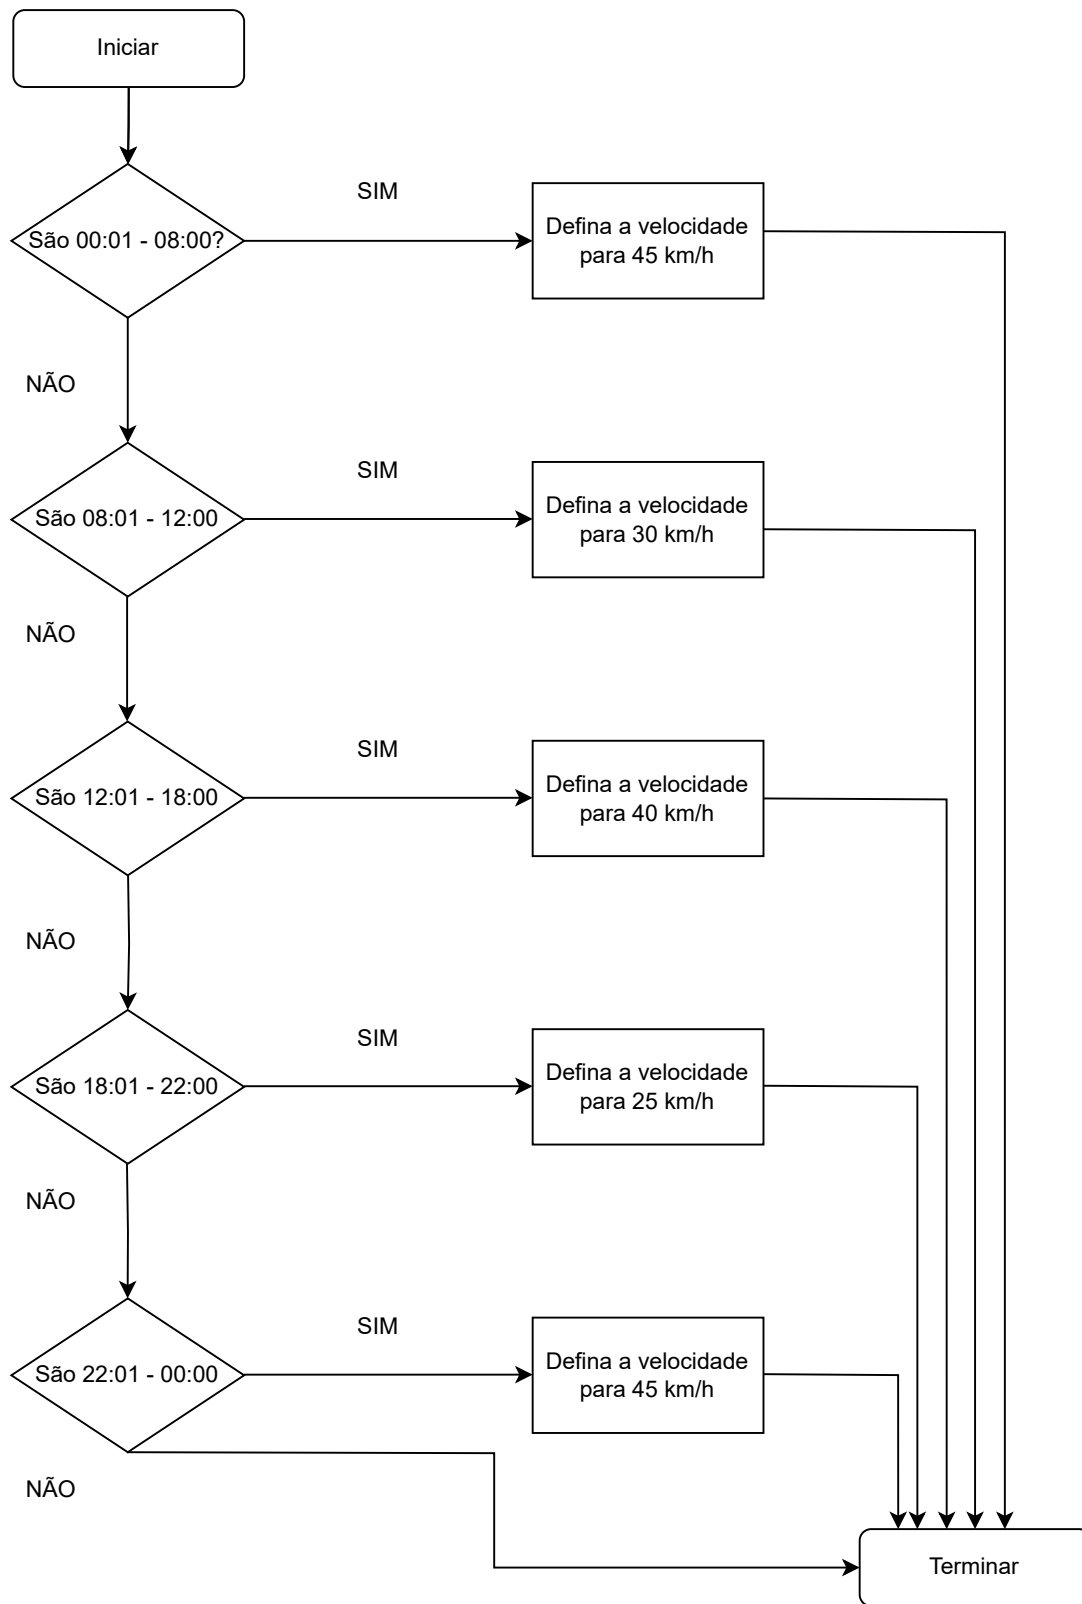 Iniciar
SIM
São 00:01 - 08:00?
Defina a velocidade
para 45 km/h
NÃO
SIM
São 08:01 - 12:00
Defina a velocidade
para 30 km/h
NÃO
SIM
São 12:01 - 18:00
Defina a velocidade
para 40 km/h
NÃO
SIM
São 18:01 - 22:00
Defina a velocidade
para 25 km/h
NÃO
SIM
São 22:01 - 00:00
Defina a velocidade
para 45 km/h
NÃO
Terminar